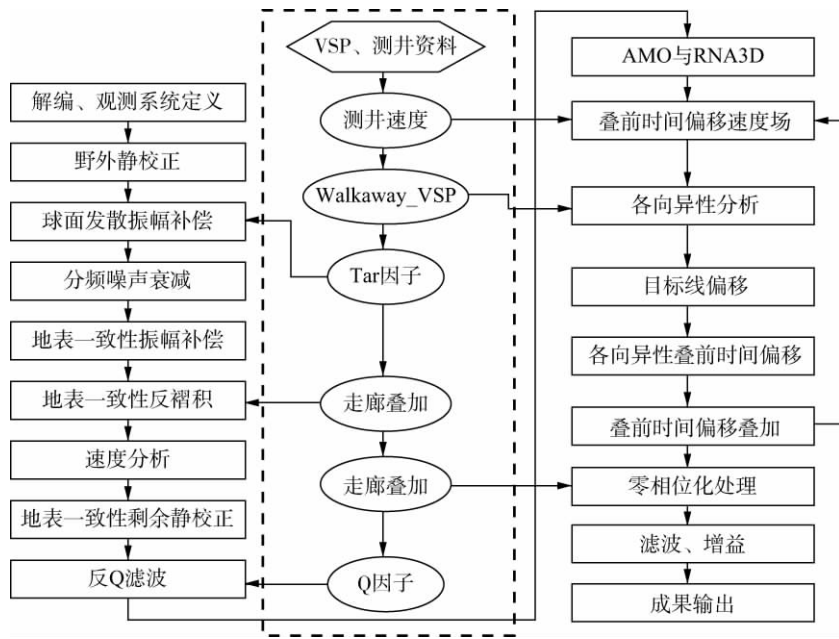 解编、观测系统定义
野外静校正
球面发散振幅补偿
分频噪声衰减
地表一致性振幅补偿
地表一致性反褶积
速度分析
地表一致性剩余静校正
反Q滤波
VSP、测井资料
测井速度
Walkaway_VSP
Tar因子
走廊叠加
走廊叠加
Q因子
AMO与RNA3D
叠前时间偏移速度场
各向异性分析
目标线偏移
各向异性叠前时间偏移
叠前时间偏移叠加
零相位化处理
滤波、增益
成果输出